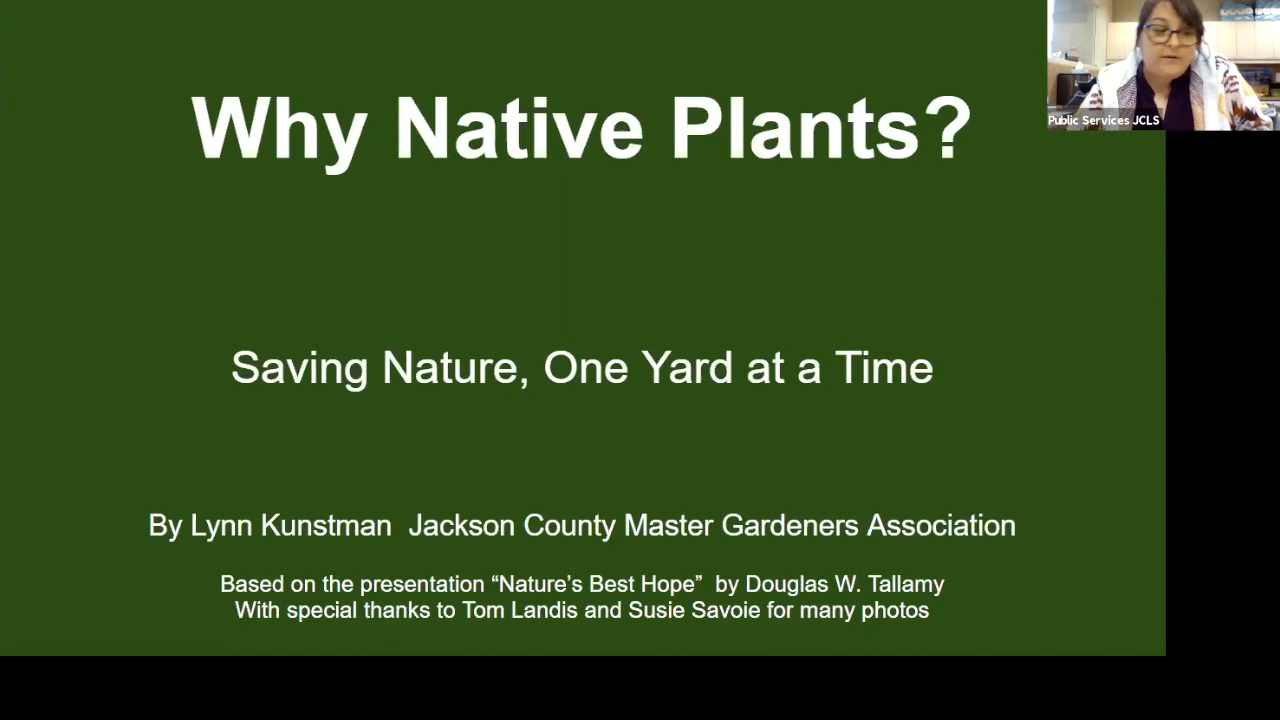 Why Native Plants?
Public Services JCLS
Saving Nature, One Yard at a Time
By Lynn Kunstman  Jackson County Master Gardeners Association
Based on the presentation “Nature’s Best Hope”  by Douglas W. Tallamy
With special thanks to Tom Landis and Susie Savoie for many photos